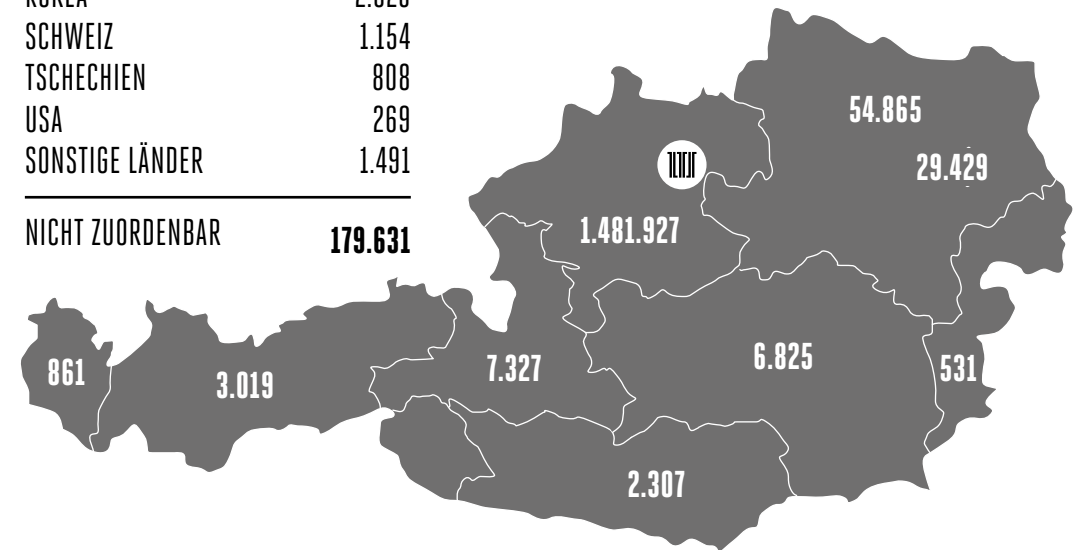 KOREA
SCHWEIZ 1.154
TSCHECHIEN 808
USA 269
SONSTIGE LÄNDER 1.491
NICHT ZUORDENBAR 179.631
54.865
29.429
1.481.927
861
3.019
7.327
6.825
531
2.307